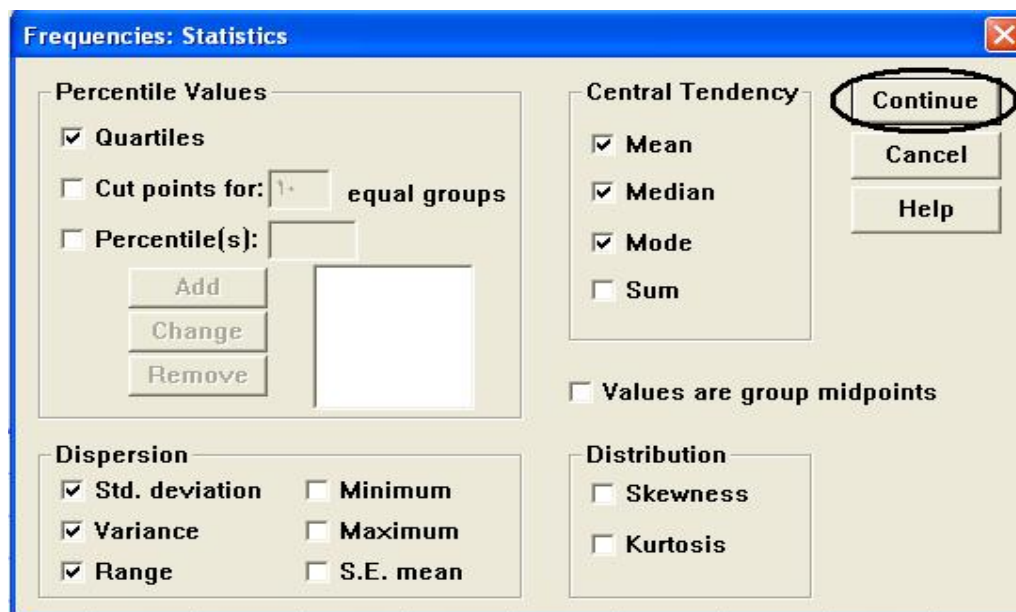 Frequencies: Statistics
Percentile Values
Quartiles
Cut points for: ١٠ equal groups
Percentile(s):
Add
Change
Remove
Central Tendency
Mean
Median
Mode
Sum
Continue
Cancel
Help
Values are group midpoints
Dispersion
Std. deviation
Minimum
Variance
Maximum
Range
S.E. mean
Distribution
Skewness
Kurtosis